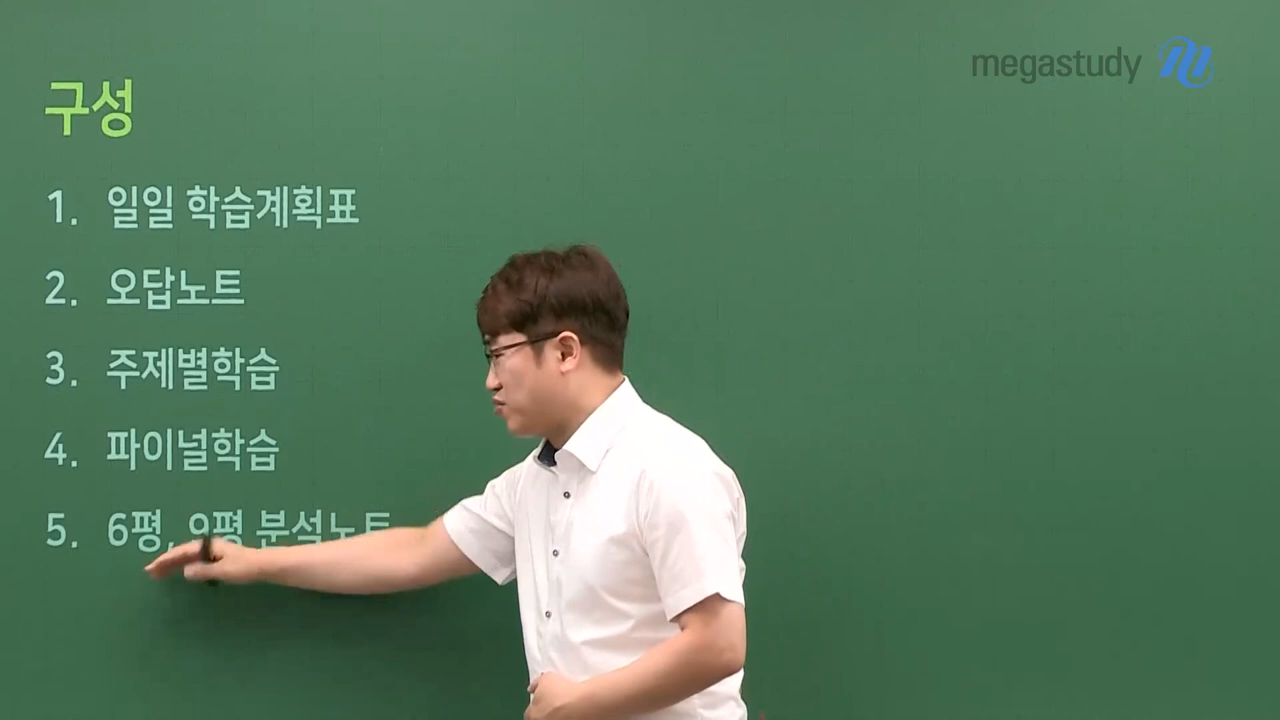 megastudy
구성
1. 일일 학습계획표
2. 오답노트
3. 주제별학습
4. 파이널학습
5. 6평, 9평 분석노트